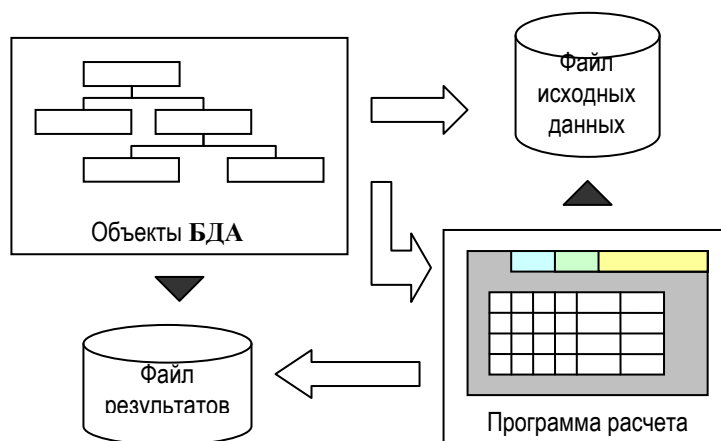 Файл
исходных
данных
Объекты БДА
Файл
результатов
Программа расчета